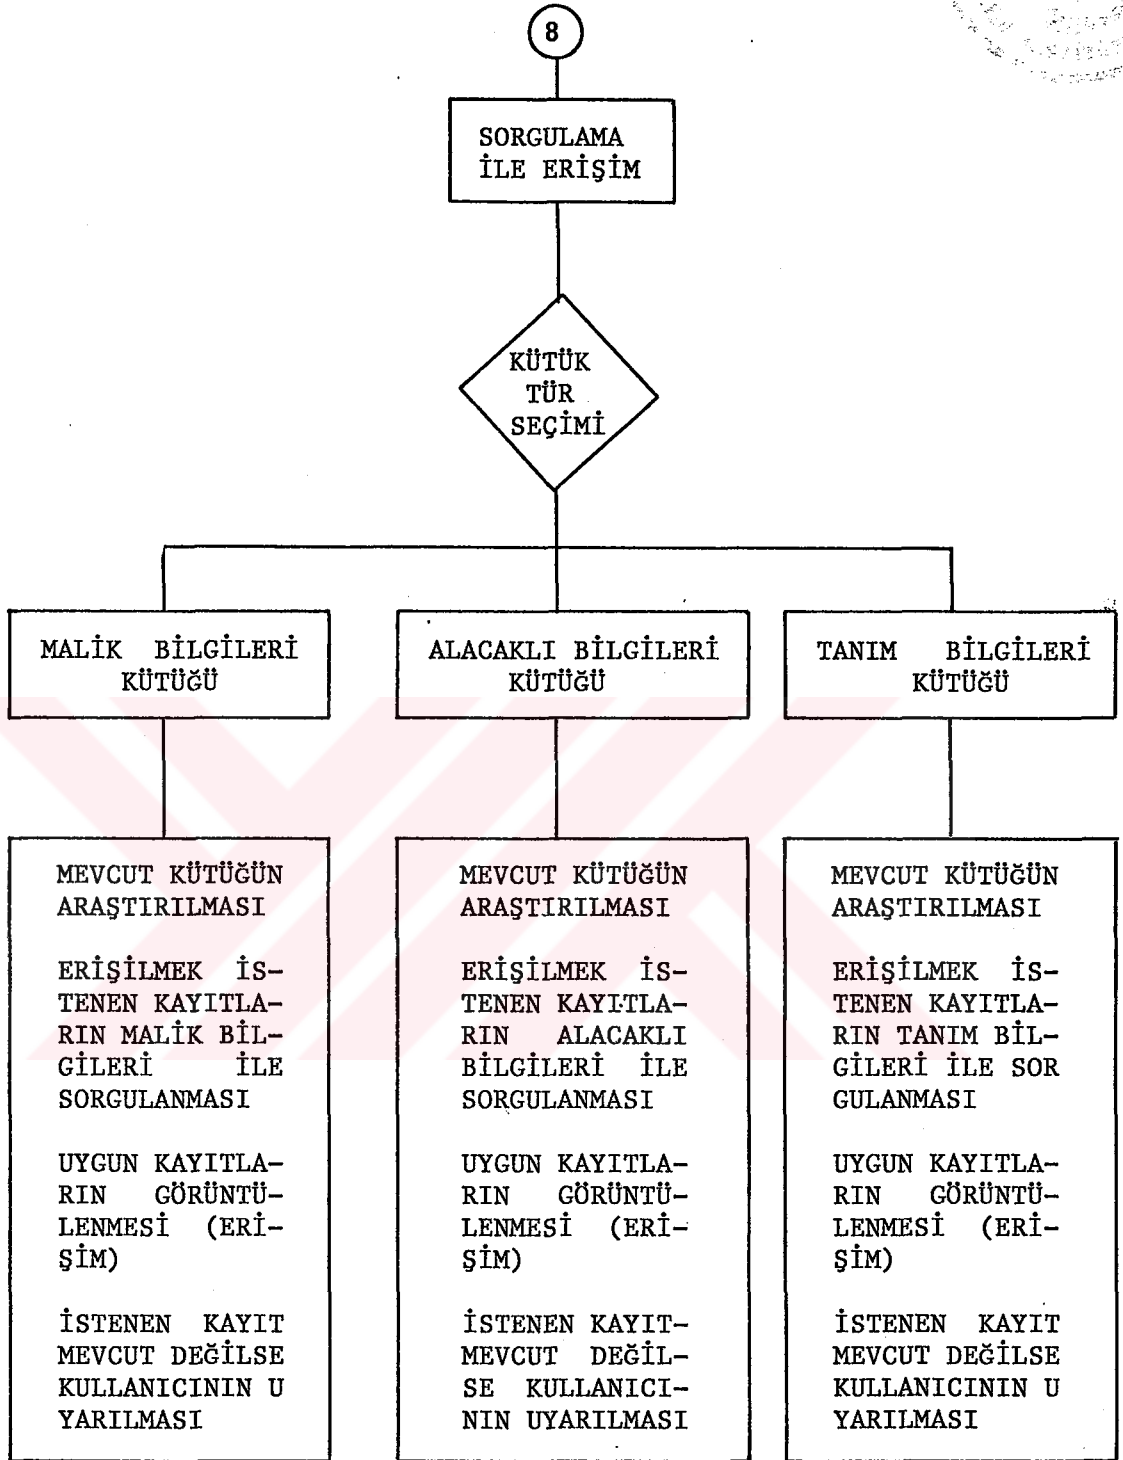 8
SORGULAMA
İLE ERİŞİM
KÜTÜK
TÜR
SEÇİMİ
MALİK BİLGİLERİ
KÜTÜĞÜ
ALACAKLI BİLGİLERİ
KÜTÜĞÜ
TANIM BİLGİLERİ
KÜTÜĞÜ
MEVCUT KÜTÜĞÜN
ARAŞTIRILMASI
ERİŞİLMEK İS-
TENEN KAYITLA-
RIN MALİK BİL-
GİLERİ İLE
SORGULANMASI
UYGUN KAYITLA-
RIN GÖRÜNTÜ-
LENMESİ (ERİ-
ŞİM)
İSTENEN KAYIT
MEVCUT DEĞİLSE
KULLANICININ U
YARILMASI
MEVCUT KÜTÜĞÜN
ARAŞTIRILMASI
ERİŞİLMEK İS-
TENEN KAYITLA-
RIN ALACAKLI
BİLGİLERİ İLE
SORGULANMASI
UYGUN KAYITLA-
RIN GÖRÜNTÜ-
LENMESİ (ERİ-
ŞİM)
İSTENEN KAYIT-
MEVCUT DEĞİL-
SE KULLANICI-
NIN UYARILMASI
MEVCUT KÜTÜĞÜN
ARAŞTIRILMASI
ERİŞİLMEK İS-
TENEN KAYITLA-
RIN TANIM BİL-
GİLERİ İLE SOR
GULANMASI
UYGUN KAYITLA-
RIN GÖRÜNTÜ-
LENMESİ (ERİ-
ŞİM)
İSTENEN KAYIT
MEVCUT DEĞİLSE
KULLANICININ U
YARILMASI